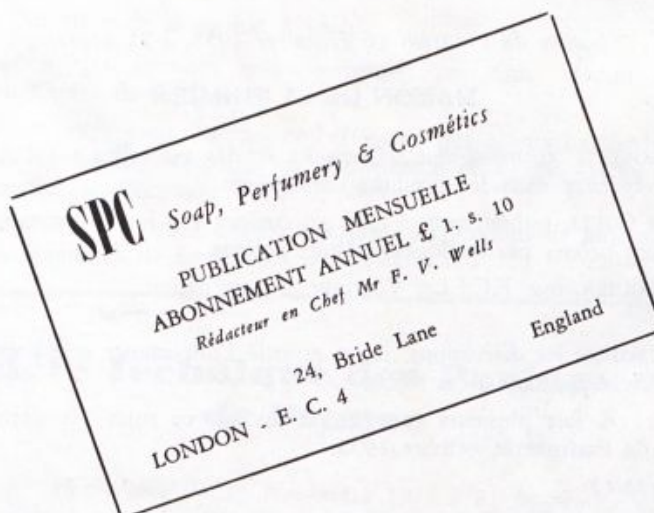 SPC Soap, Perfumery & Cosmétics
PUBLICATION MENSUELLE
ABONNEMENT ANNUEL £ 1. s. 10
Rédacteur en Chef Mr F. V. Wells
24, Bride Lane
LONDON - E. C. 4 England